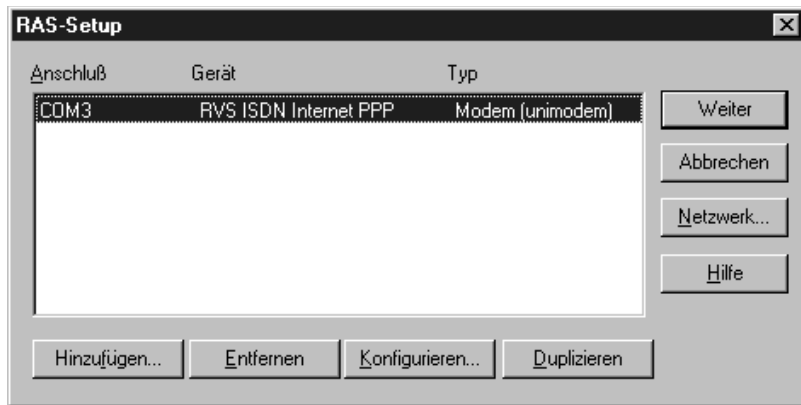 RAS-Setup
Anschluß Gerät Typ
COM3 RVS ISDN Internet PPP Modem (unimodem)
Weiter
Abbrechen
Netzwerk...
Hilfe
Hinzufügen... Entfernen Konfigurieren... Duplizieren